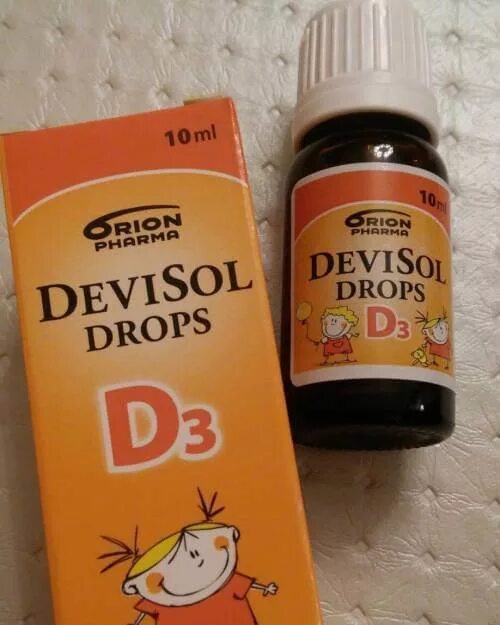 10ml
ORION
PHARMA
DEVISOL
DROPS
D3
10ml
ORION
PHARMA
DEVISOL
DROPS
D3